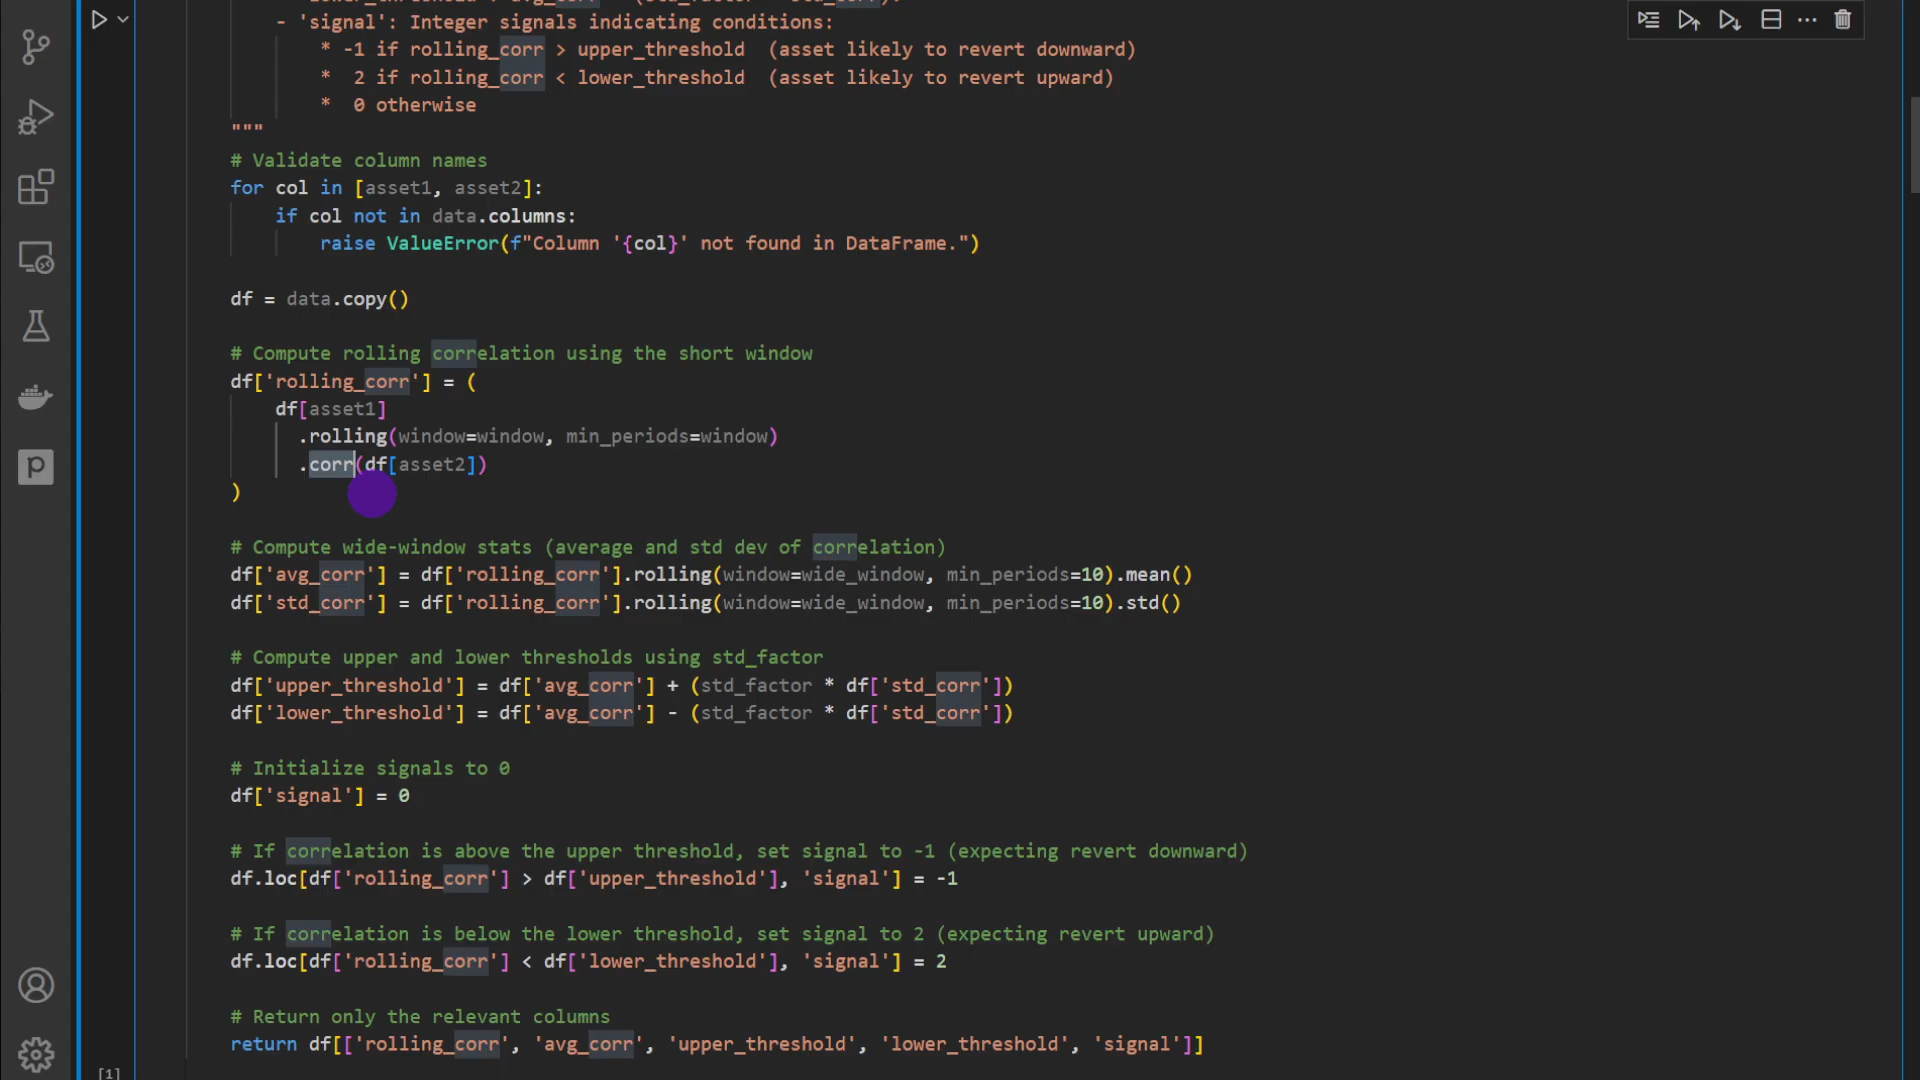 - 'signal': Integer signals indicating conditions:
* -1 if rolling_corr > upper_threshold (asset likely to revert downward)
* 2 if rolling_corr < lower_threshold (asset likely to revert upward)
* 0 otherwise
"""
# Validate column names
for col in [asset1, asset2]:
if col not in data.columns:
raise ValueError(f"Column '{col}' not found in DataFrame.")
df = data.copy()
# Compute rolling correlation using the short window
df['rolling_corr'] = (
df[asset1]
.rolling(window=window, min_periods=window)
.corr(df[asset2])
)
# Compute wide-window stats (average and std dev of correlation)
df['avg_corr'] = df['rolling_corr'].rolling(window=wide_window, min_periods=10).mean()
df['std_corr'] = df['rolling_corr'].rolling(window=wide_window, min_periods=10).std()
# Compute upper and lower thresholds using std_factor
df['upper_threshold'] = df['avg_corr'] + (std_factor * df['std_corr'])
df['lower_threshold'] = df['avg_corr'] - (std_factor * df['std_corr'])
# Initialize signals to 0
df['signal'] = 0
# If correlation is above the upper threshold, set signal to -1 (expecting revert downward)
df.loc[df['rolling_corr'] > df['upper_threshold'], 'signal'] = -1
# If correlation is below the lower threshold, set signal to 2 (expecting revert upward)
df.loc[df['rolling_corr'] < df['lower_threshold'], 'signal'] = 2
# Return only the relevant columns
return df[['rolling_corr', 'avg_corr', 'upper_threshold', 'lower_threshold', 'signal']]
[1]